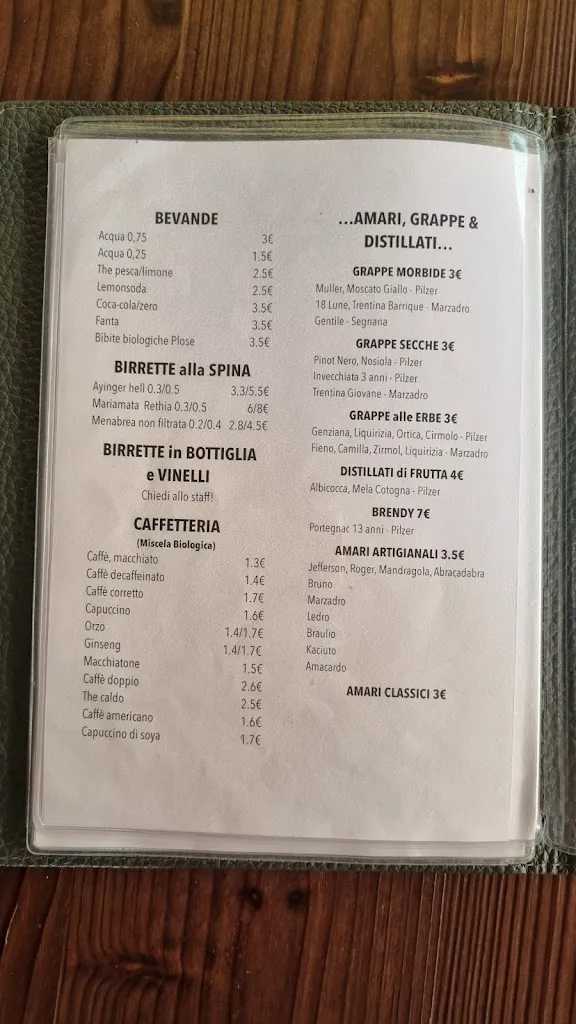 BEVANDE
Acqua 0,75 3€
Acqua 0,25 1.5€
The pesca/limone 2.5€
Lemonsoda 2.5€
Coca-cola/zero 3.5€
Fanta 3.5€
Bibite biologiche Plose 3.5€
BIRRETTE alla SPINA
Ayinger hell 0.3/0.5 3.3/5.5€
Mariamata Rethia 0.3/0.5 6/8€
Menabrea non filtrata 0.2/0.4 2.8/4.5€
BIRRETTE in BOTTIGLIA
e VINELLI
Chiedi allo staff!
CAFFETTERIA
(Miscela Biologica)
Caffè, macchiato 1.3€
Caffè decaffeinato 1.4€
Caffè corretto 1.7€
Capuccino 1.6€
Orzo 1.4/1.7€
Ginseng 1.4/1.7€
Macchiatone 1.5€
Caffè doppio 2.6€
The caldo 2.5€
Caffè americano 1.6€
Capuccino di soya 1.7€
...AMARI, GRAPPE &
DISTILLATI...
GRAPPE MORBIDE 3€
Muller, Moscato Giallo - Pilzer
18 Lune, Trentina Barrique - Marzadro
Gentile - Segnana
GRAPPE SECCHE 3€
Pinot Nero, Nosiola - Pilzer
Invecchiata 3 anni - Pilzer
Trentina Giovane - Marzadro
GRAPPE alle ERBE 3€
Genziana, Liquirizia, Ortica, Cirmolo - Pilzer
Fieno, Camilla, Zirmol, Liquirizia - Marzadro
DISTILLATI di FRUTTA 4€
Albicocca, Mela Cotogna - Pilzer
BRENDY 7€
Portegnac 13 anni - Pilzer
AMARI ARTIGIANALI 3.5€
Jefferson, Roger, Mandragola, Abracadabra
Bruno
Marzadro
Ledro
Braulio
Kaciuto
Amacardo
AMARI CLASSICI 3€